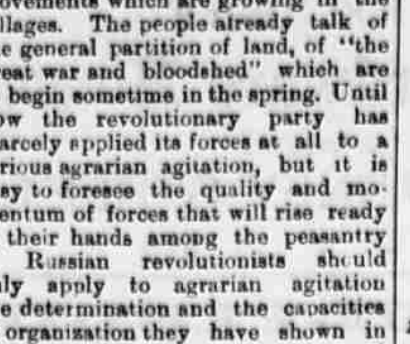 ovements which are growing in the
llages. The people already talk of
e general partition of land, of "the
eat war and bloodshed" which are
begin sometime in the spring. Until
ow the revolutionary party has
arcely applied its forces at all to a
rious agrarian agitation, but it is
sy to foresee the quality and mo-
entum of forces that will rise ready
their hands among the peasantry
Russian revolutionists should
nly apply to agrarian agitation
e determination and the capacities
organization they have shown in